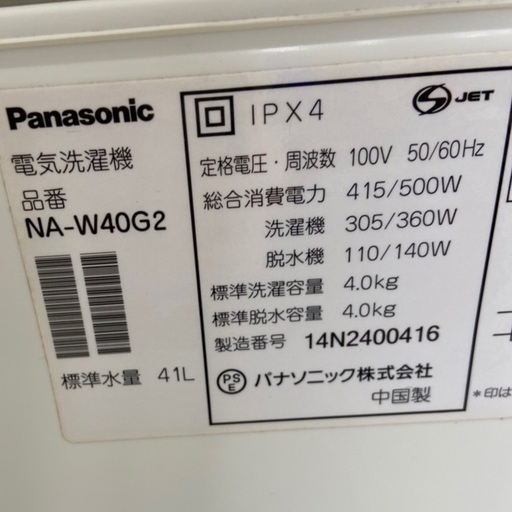 Panasonic
電気洗濯機
品番
NA-W40G2
標準水量 41L
IPX4
S JET
定格電圧・周波数 100V 50/60Hz
総合消費電力 415/500W
洗濯機 305/360W
脱水機 110/140W
標準洗濯容量 4.0kg
標準脱水容量 4.0kg
製造番号 14N2400416
PSE パナソニック株式会社
中国製
*印は